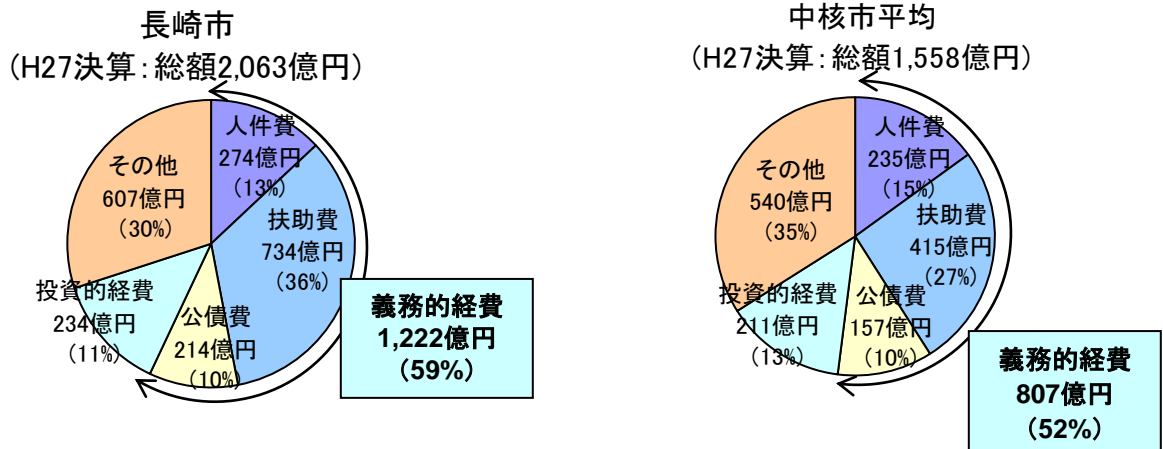 長崎市
（H27決算：総額2,063億円）
人件費
274億円
（13%）
扶助費
734億円
（36%）
公債費
214億円
（10%）
投資的経費
234億円
（11%）
その他
607億円
（30%）
義務的経費
1,222億円
（59%）
中核市平均
（H27決算：総額1,558億円）
人件費
235億円
（15%）
扶助費
415億円
（27%）
公債費
157億円
（10%）
投資的経費
211億円
（13%）
その他
540億円
（35%）
義務的経費
807億円
（52%）